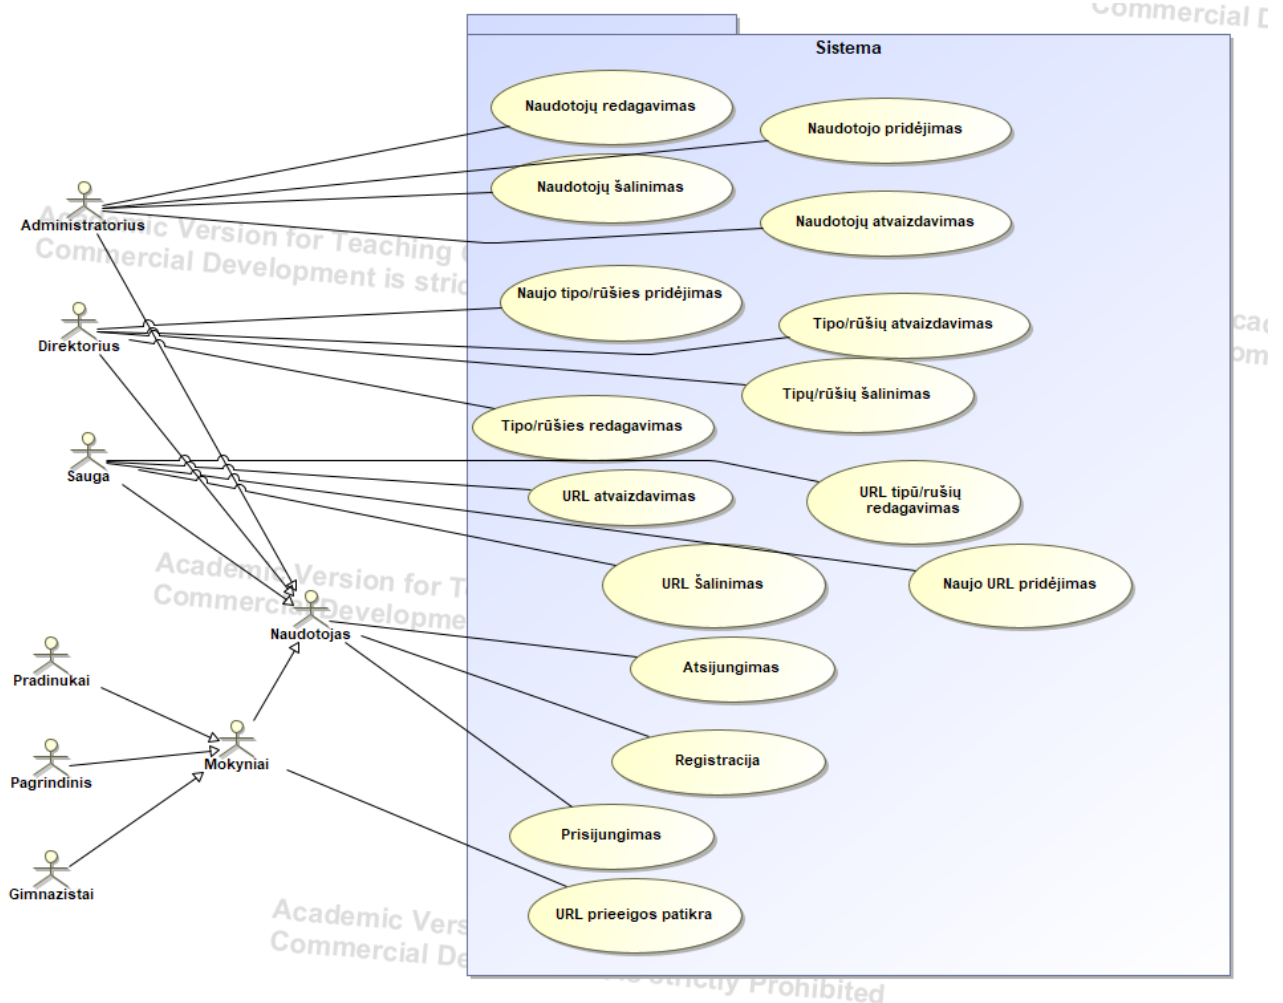 Commercial D
Sistema
Naudotojų redagavimas
Naudotojo pridėjimas
Naudotojų šalinimas
Administratorius
Naudotojų atvaizdavimas
Academic Version for Teaching
Commercial Development is stric
Naujo tipo/rūšies pridėjimas
Tipo/rūšių atvaizdavimas
Direktorius
Tipų/rūšių šalinimas
Tipo/rūšies redagavimas
Sauga
URL atvaizdavimas
URL tipū/rušių
redagavimas
URL Šalinimas
Naujo URL pridėjimas
Academic Version for T
Commercial Developme
Naudotojas
Atsijungimas
Pradinukai
Mokyniai
Registracija
Pagrindinis
Prisijungimas
Gimnazistai
URL prieeigos patikra
Academic Vers
Commercial De
strictly Prohibited